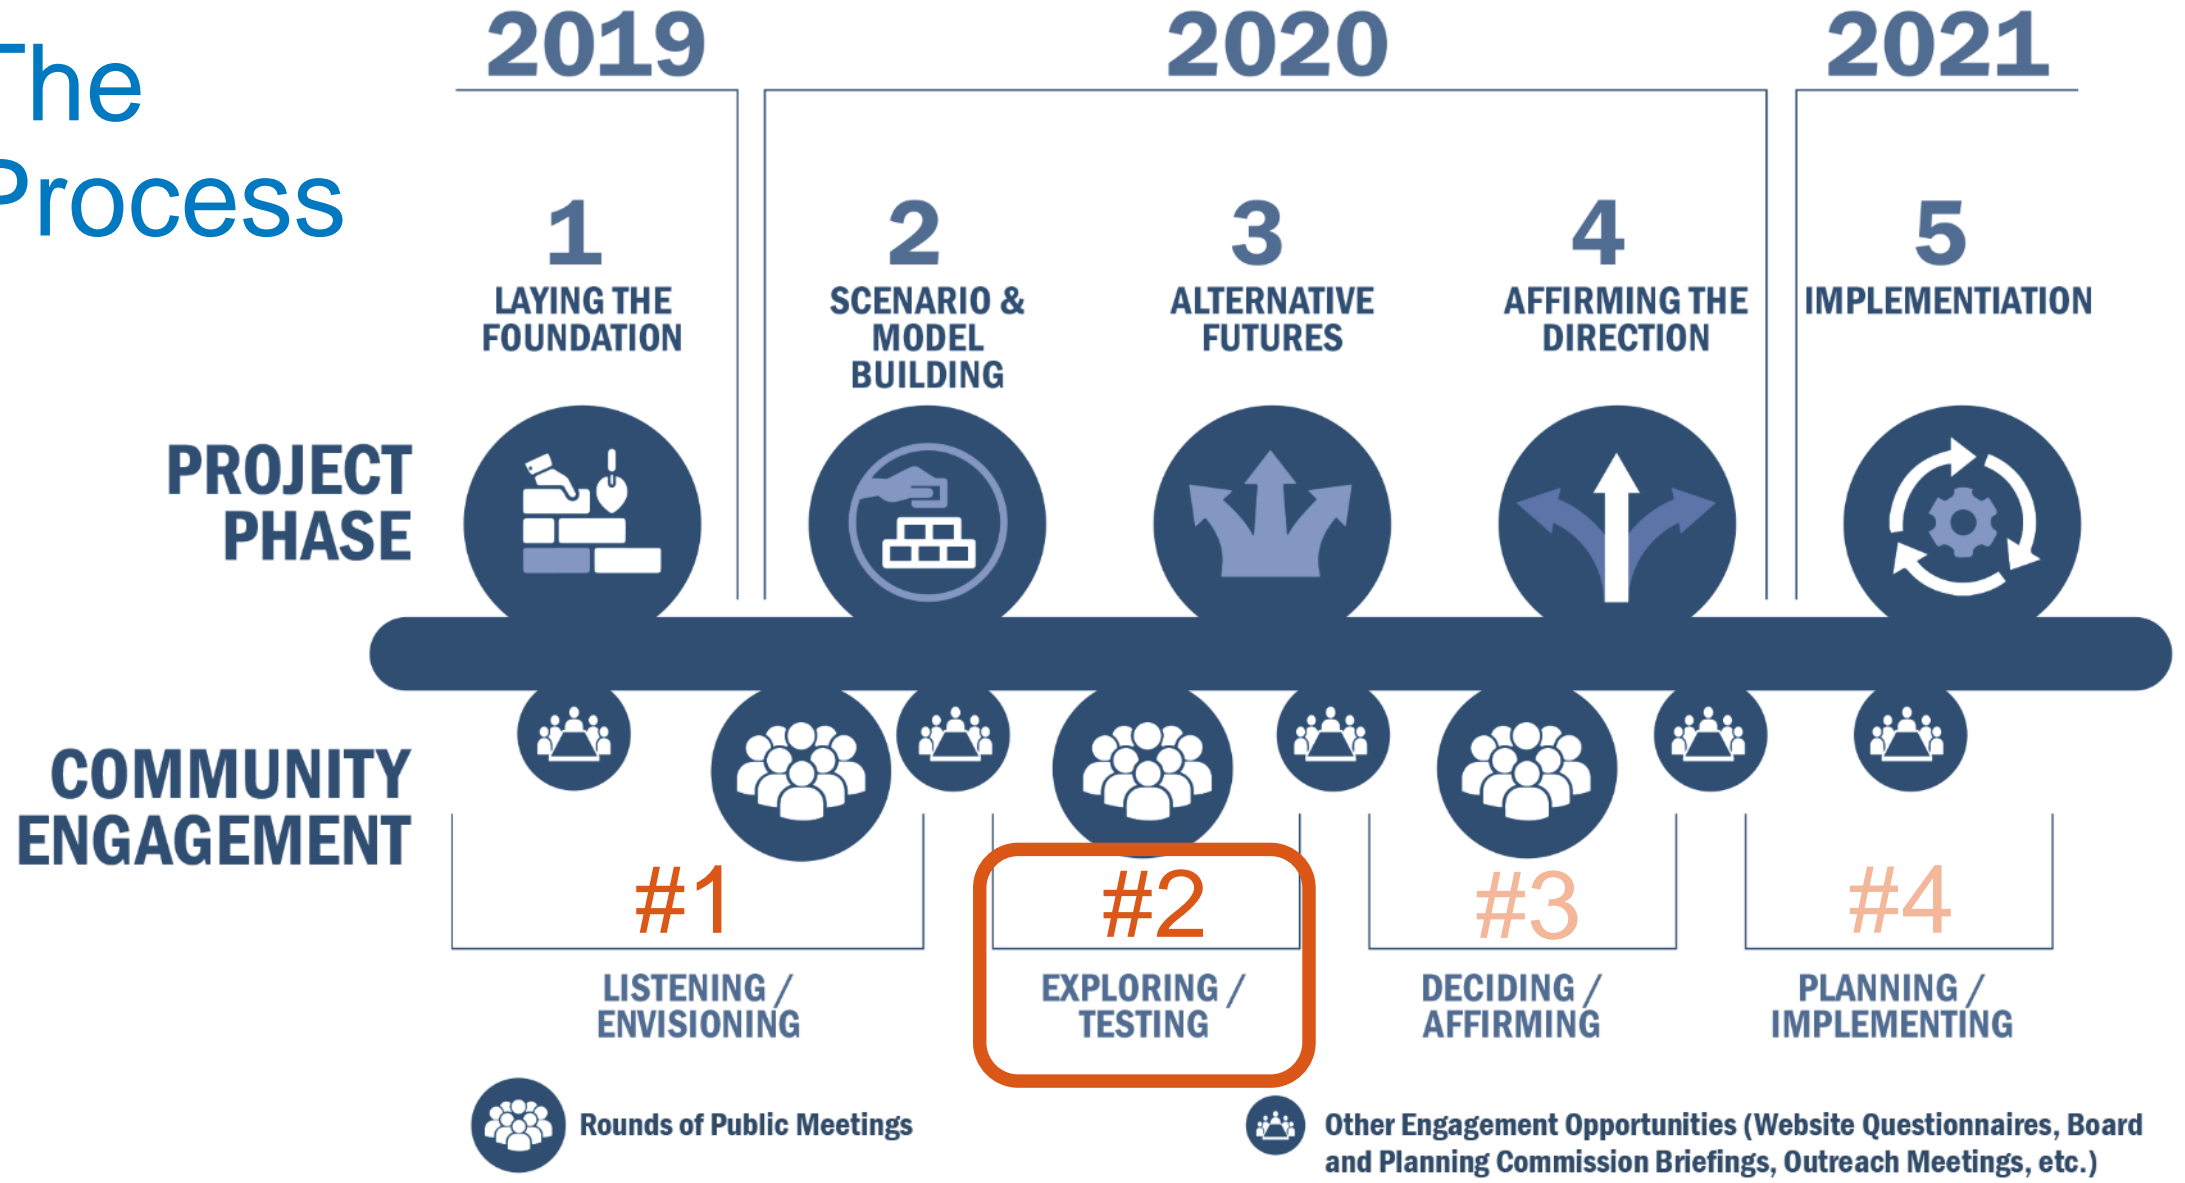 The
Process
2019
2020
2021
1
LAYING THE
FOUNDATION
2
SCENARIO &
MODEL
BUILDING
3
ALTERNATIVE
FUTURES
4
AFFIRMING THE
DIRECTION
5
IMPLEMENTIATION
PROJECT
PHASE
COMMUNITY
ENGAGEMENT
#1
LISTENING /
ENVISIONING
#2
EXPLORING /
TESTING
#3
DECIDING /
AFFIRMING
#4
PLANNING /
IMPLEMENTING
Rounds of Public Meetings
Other Engagement Opportunities (Website Questionnaires, Board
and Planning Commission Briefings, Outreach Meetings, etc.)